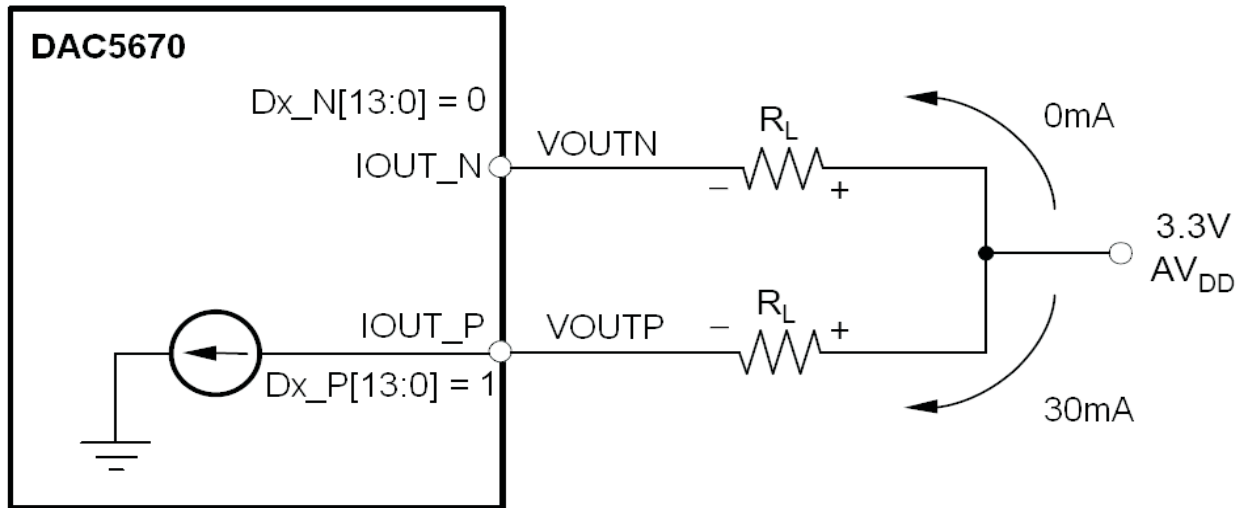 DAC5670
Dx_N[13:0] = 0
IOUT_N
VOUTN
R_L
− +
0mA
3.3V
AV_DD
IOUT_P
VOUTP
R_L
− +
Dx_P[13:0] = 1
30mA